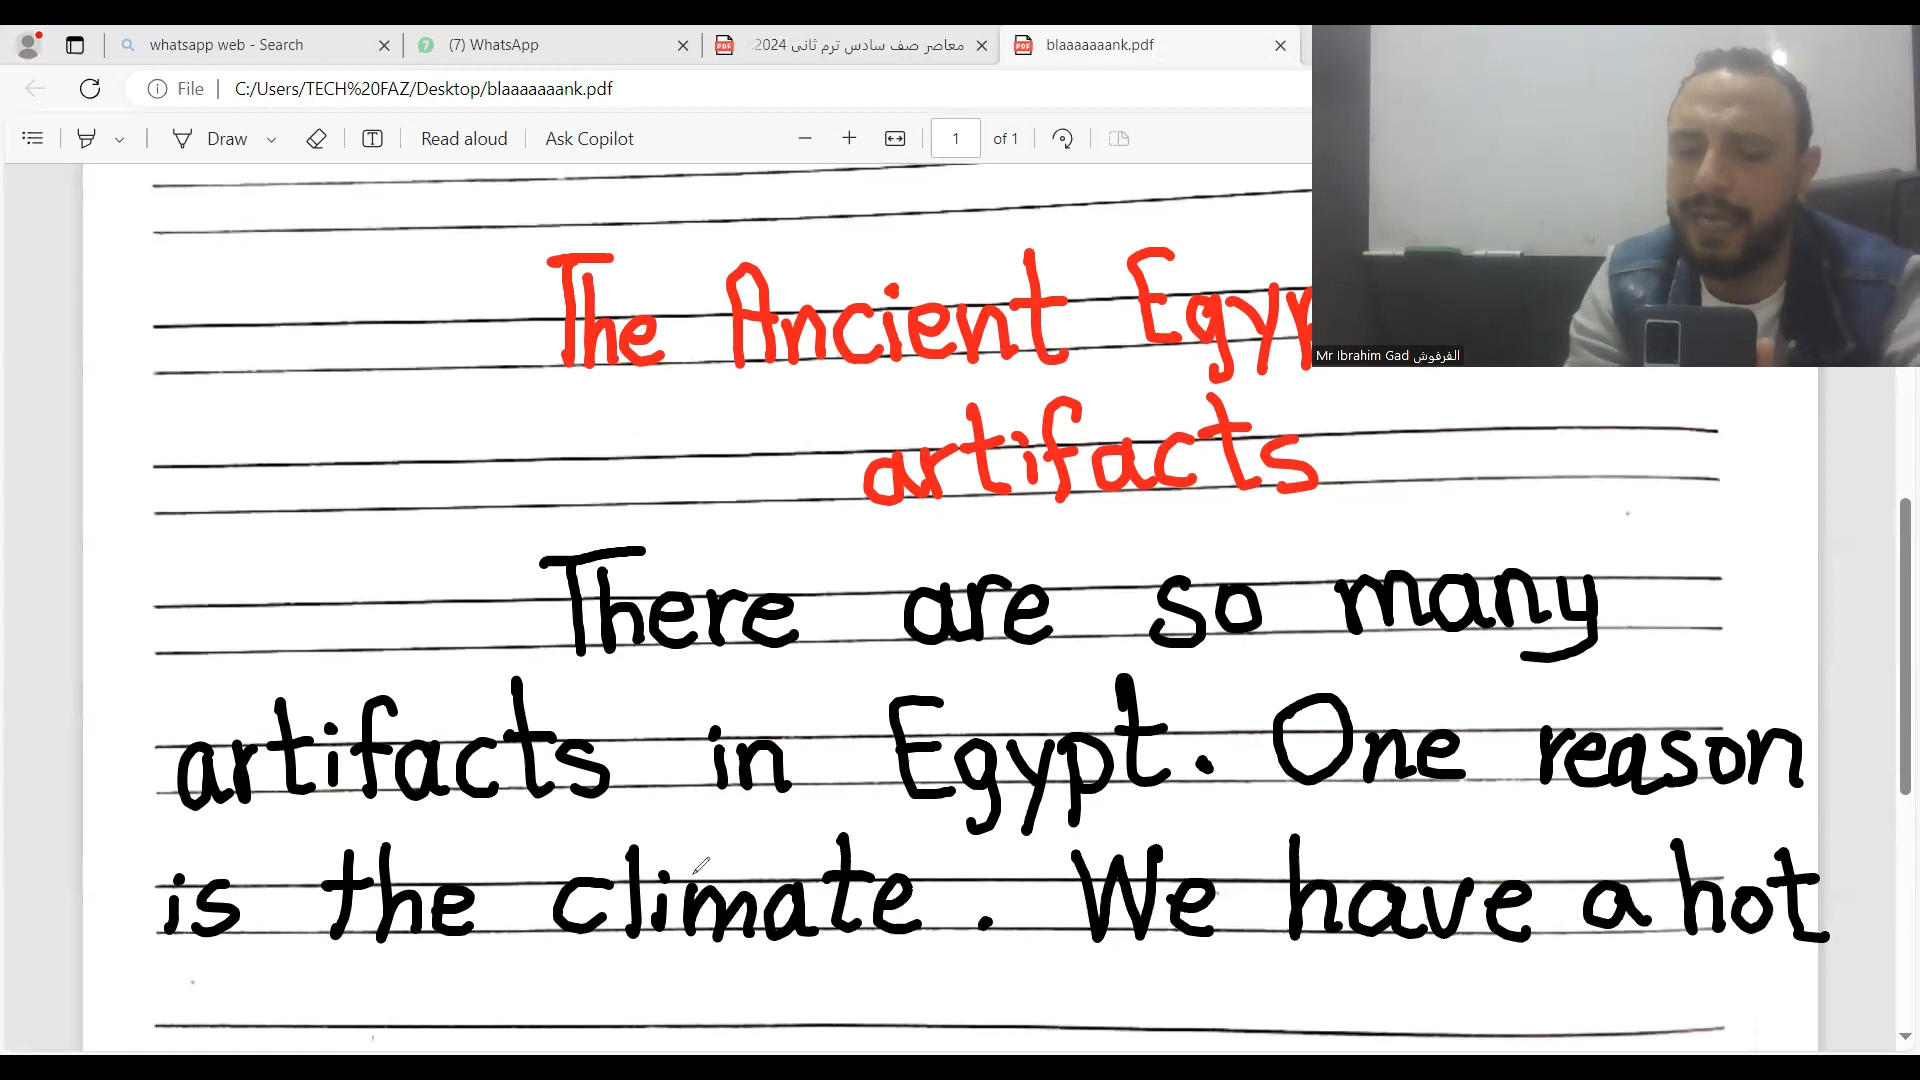 whatsapp web - Search
(7) WhatsApp
معاصر صف سادس ترم ثانى 2024
blaaaaaaank.pdf
File C:/Users/TECH%20FAZ/Desktop/blaaaaaaank.pdf
Draw Read aloud Ask Copilot 1 of 1
The Ancient Egyp
artifacts
There are so many
artifacts in Egypt. One reason
is the climate. We have a hot
Mr Ibrahim Gad الفرفوش